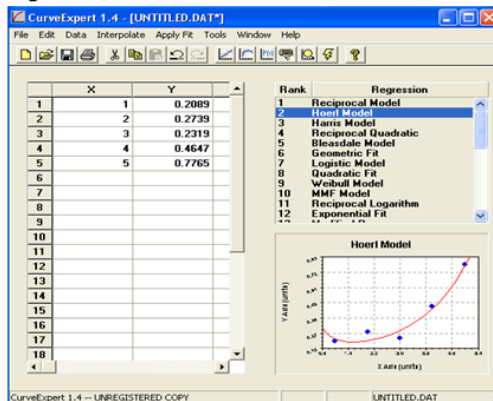 CurveExpert 1.4 - [UNTITLED.DAT*]
File Edit Data Interpolate Apply Fit Tools Window Help
X Y
1 1 0.2089
2 2 0.2739
3 3 0.2319
4 4 0.4647
5 5 0.7765
6
7
8
9
10
11
12
13
14
15
16
17
18
Rank Regression
1 Reciprocal Model
2 Hoerl Model
3 Harris Model
4 Reciprocal Quadratic
5 Bleasdale Model
6 Geometric Fit
7 Logistic Model
8 Quadratic Fit
9 Weibull Model
10 MMF Model
11 Reciprocal Logarithm
12 Exponential Fit
Hoerl Model
Y Axis (units)
X Axis (units)
CurveExpert 1.4 -- UNREGISTERED COPY
UNTITLED.DAT